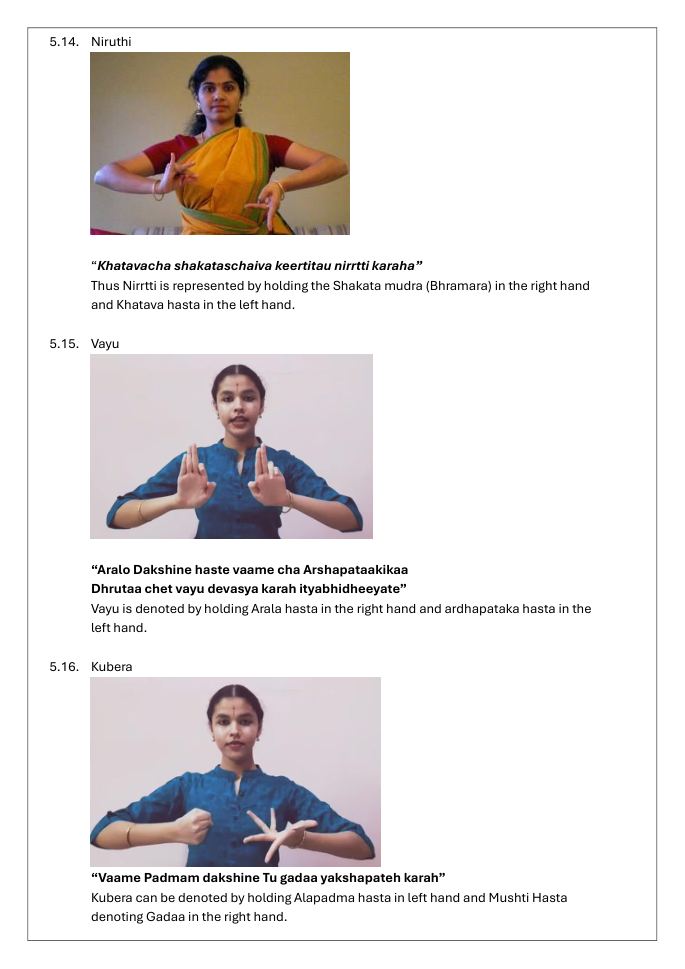 5.14. Niruthi
“Khatavacha shakataschaiva keertitau nirrtti karaha”
Thus Nirrtti is represented by holding the Shakata mudra (Bhramara) in the right hand
and Khatava hasta in the left hand.
5.15. Vayu
“Aralo Dakshine haste vaame cha Arshapataakikaa
Dhrutaa chet vayu devasya karah ityabhidheeyate”
Vayu is denoted by holding Arala hasta in the right hand and ardhapataka hasta in the
left hand.
5.16. Kubera
“Vaame Padmam dakshine Tu gadaa yakshapateh karah”
Kubera can be denoted by holding Alapadma hasta in left hand and Mushti Hasta
denoting Gadaa in the right hand.